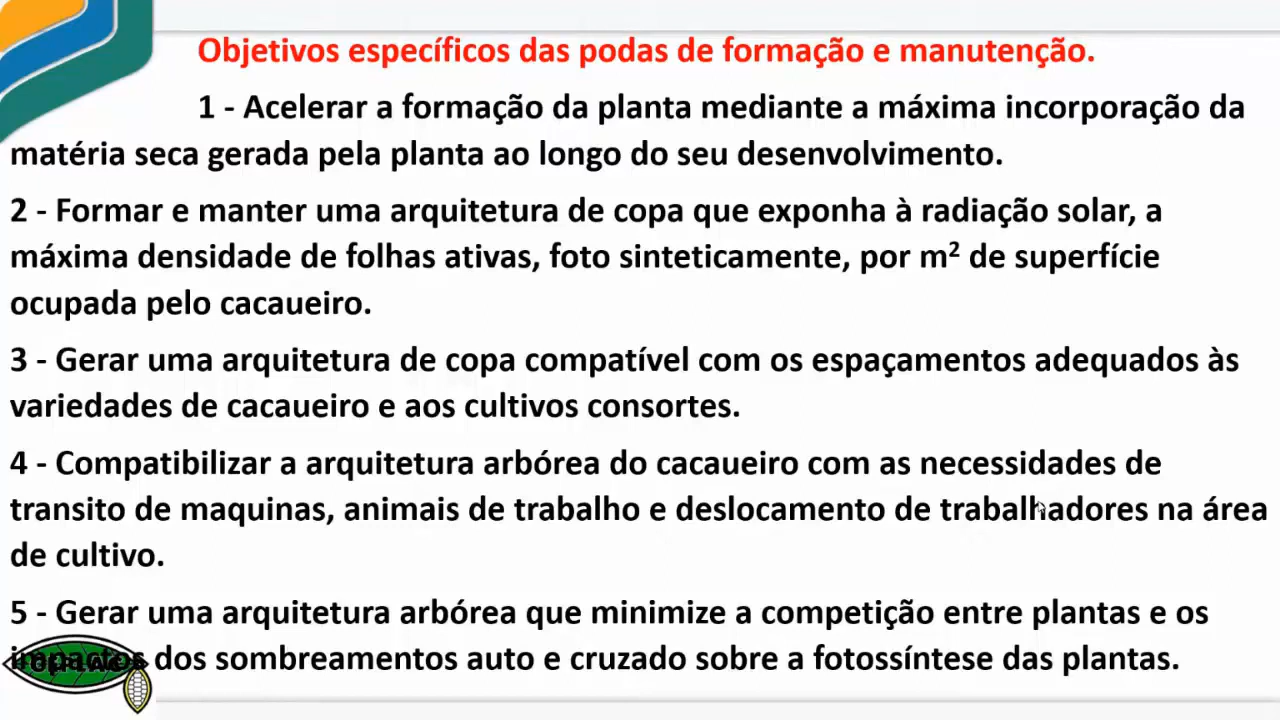 Objetivos específicos das podas de formação e manutenção.
1 - Acelerar a formação da planta mediante a máxima incorporação da
matéria seca gerada pela planta ao longo do seu desenvolvimento.
2 - Formar e manter uma arquitetura de copa que exponha à radiação solar, a
máxima densidade de folhas ativas, foto sinteticamente, por m² de superfície
ocupada pelo cacaueiro.
3 - Gerar uma arquitetura de copa compatível com os espaçamentos adequados às
variedades de cacaueiro e aos cultivos consortes.
4 - Compatibilizar a arquitetura arbórea do cacaueiro com as necessidades de
transito de maquinas, animais de trabalho e deslocamento de trabalhadores na área
de cultivo.
5 - Gerar uma arquitetura arbórea que minimize a competição entre plantas e os
impactos dos sombreamentos auto e cruzado sobre a fotossíntese das plantas.